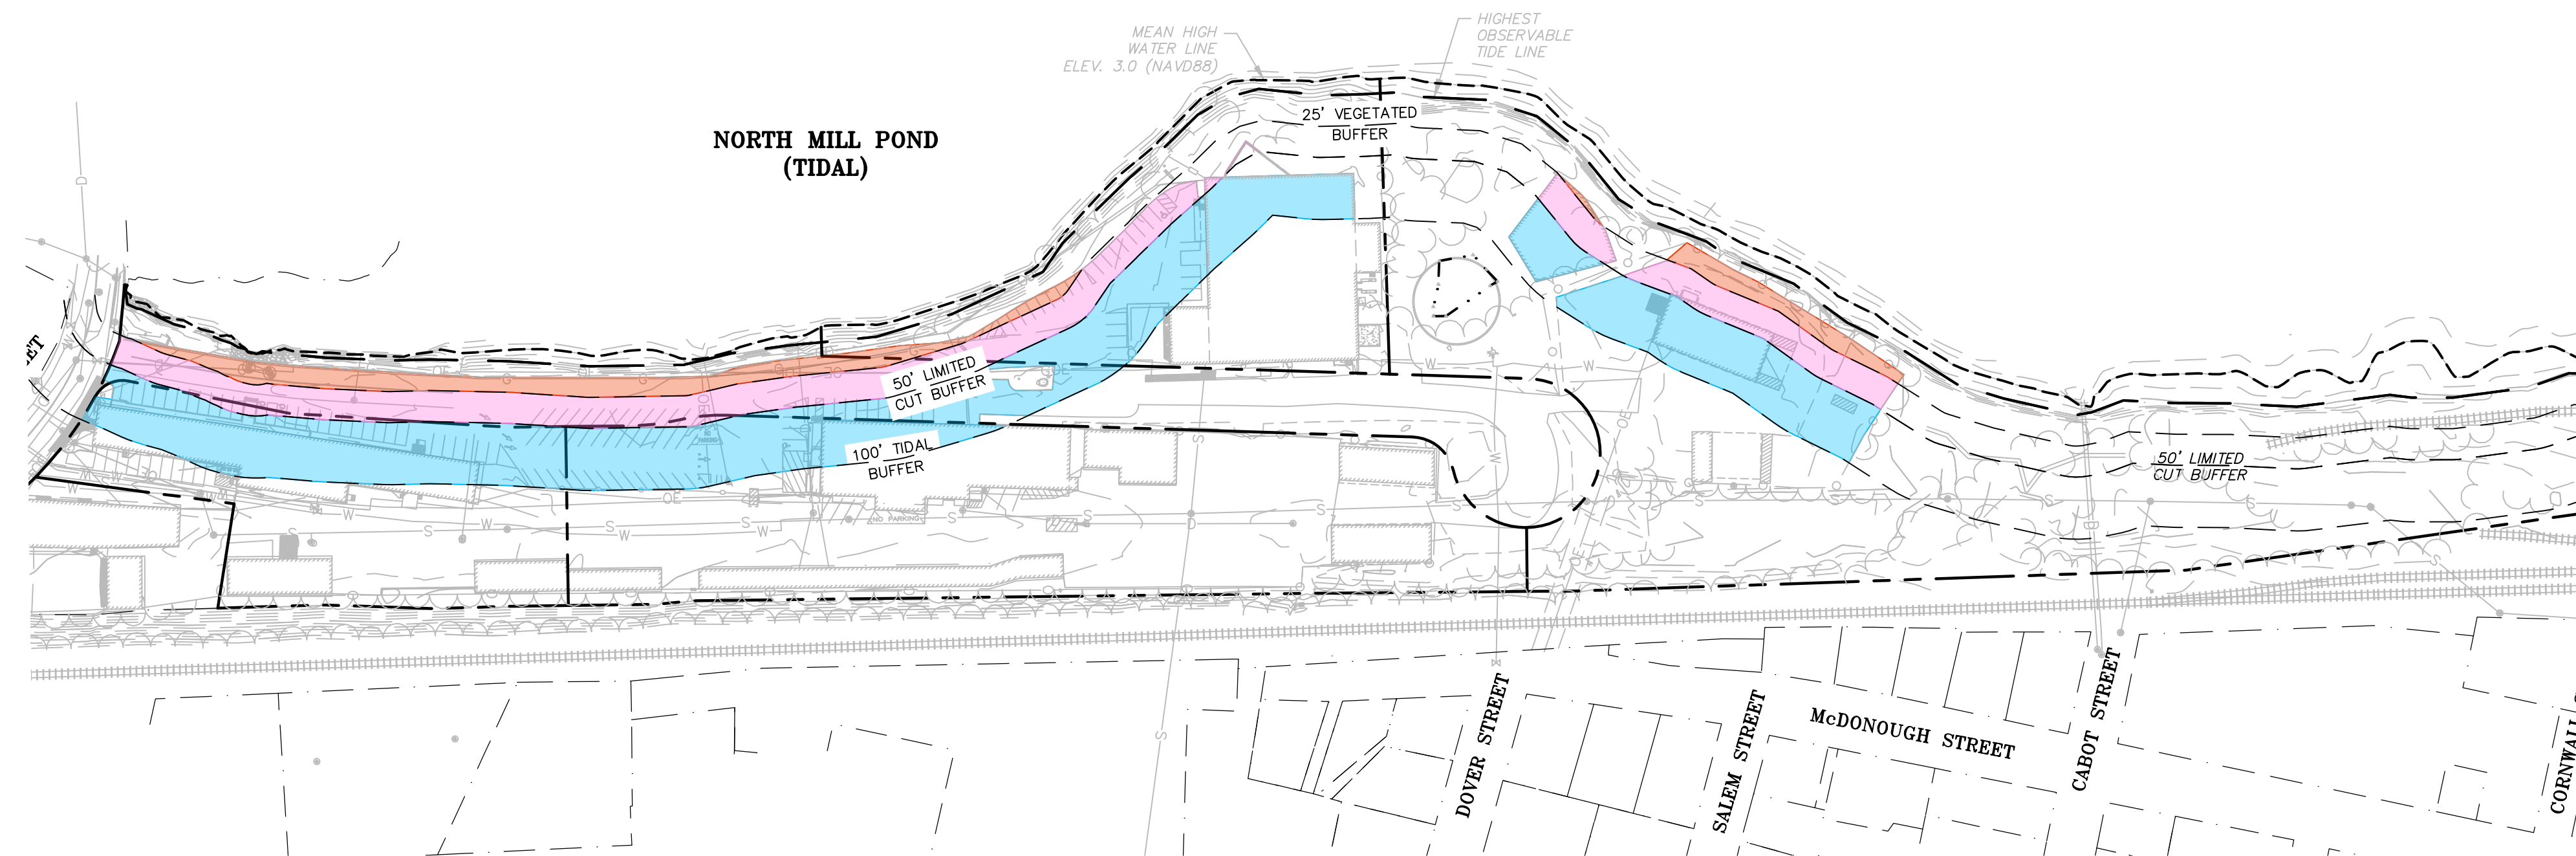 MEAN HIGH
WATER LINE
ELEV. 3.0 (NAVD88)
HIGHEST
OBSERVABLE
TIDE LINE
NORTH MILL POND
(TIDAL)
25' VEGETATED
BUFFER
50' LIMITED
CUT BUFFER
100' TIDAL
BUFFER
50' LIMITED
CUT BUFFER
NO PARKING
DOVER STREET
SALEM STREET
McDONOUGH STREET
CABOT STREET